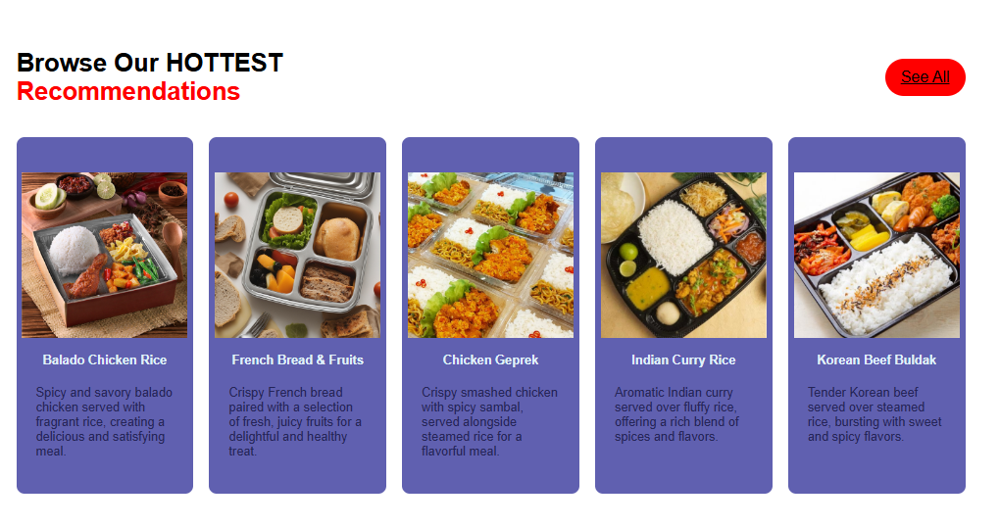 Browse Our HOTTEST
Recommendations
See All
Balado Chicken Rice
Spicy and savory balado
chicken served with
fragrant rice, creating a
delicious and satisfying
meal.
French Bread & Fruits
Crispy French bread
paired with a selection
of fresh, juicy fruits for a
delightful and healthy
treat.
Chicken Geprek
Crispy smashed chicken
with spicy sambal,
served alongside
steamed rice for a
flavorful meal.
Indian Curry Rice
Aromatic Indian curry
served over fluffy rice,
offering a rich blend of
spices and flavors.
Korean Beef Buldak
Tender Korean beef
served over steamed
rice, bursting with sweet
and spicy flavors.